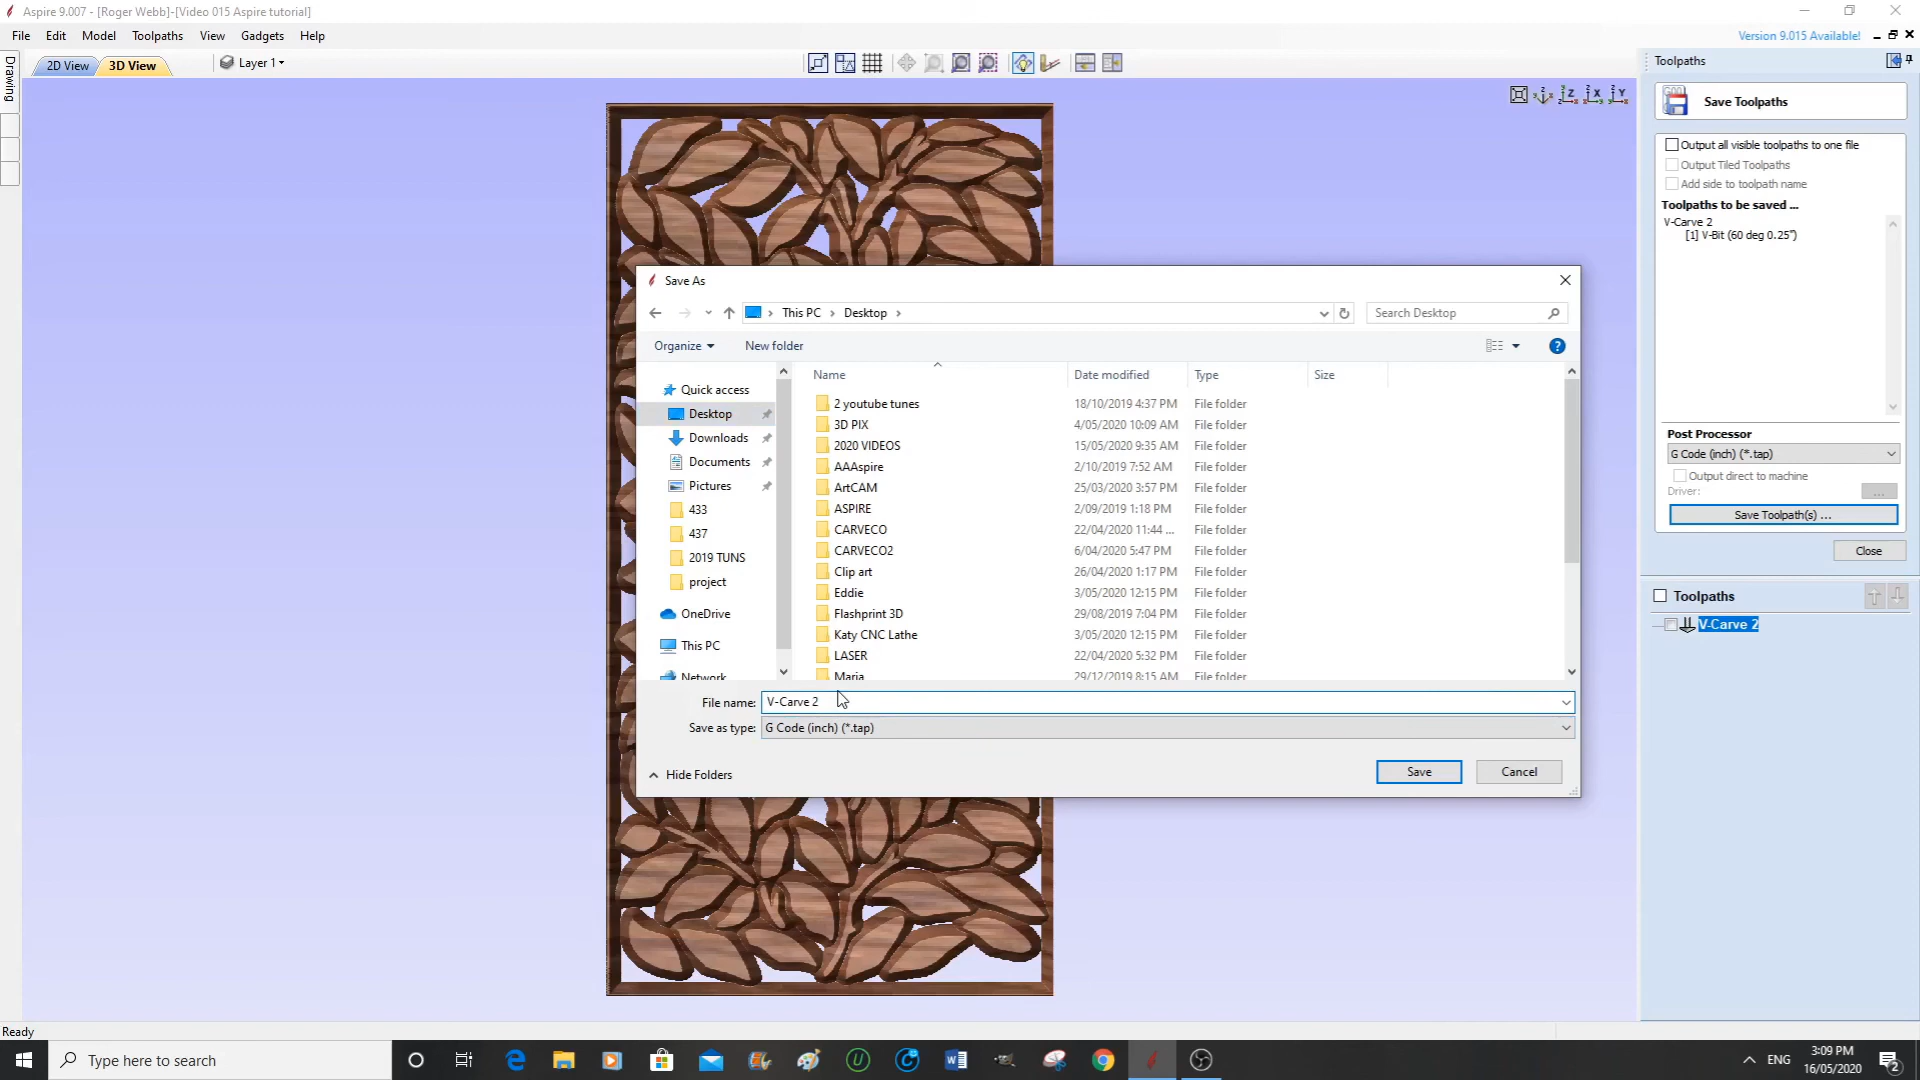 Aspire 9.007 - [Roger Webb]-[Video 015 Aspire tutorial]
File Edit Model Toolpaths View Gadgets Help
Version 9.015 Available!
Drawing
2D View 3D View Layer 1
Toolpaths
Save Toolpaths
Output all visible toolpaths to one file
Output Tiled Toolpaths
Add side to toolpath name
Toolpaths to be saved ...
V-Carve 2
[1] V-Bit (60 deg 0.25")
Post Processor
G Code (inch) (*.tap)
Output direct to machine
Driver: ...
Save Toolpath(s) ...
Close
Toolpaths
V-Carve 2
Save As
This PC Desktop
Search Desktop
Organize New folder
Quick access
Desktop
Downloads
Documents
Pictures
433
437
2019 TUNS
project
OneDrive
This PC
Network
Name Date modified Type Size
2 youtube tunes 18/10/2019 4:37 PM File folder
3D PIX 4/05/2020 10:09 AM File folder
2020 VIDEOS 15/05/2020 9:35 AM File folder
AAAspire 2/10/2019 7:52 AM File folder
ArtCAM 25/03/2020 3:57 PM File folder
ASPIRE 2/09/2019 1:18 PM File folder
CARVECO 22/04/2020 11:44 ... File folder
CARVECO2 6/04/2020 5:47 PM File folder
Clip art 26/04/2020 1:17 PM File folder
Eddie 3/05/2020 12:15 PM File folder
Flashprint 3D 29/08/2019 7:04 PM File folder
Katy CNC Lathe 3/05/2020 12:15 PM File folder
LASER 22/04/2020 5:32 PM File folder
Maria 29/12/2019 8:15 AM File folder
File name: V-Carve 2
Save as type: G Code (inch) (*.tap)
Hide Folders Save Cancel
Ready
Type here to search
ENG
3:09 PM
16/05/2020
2